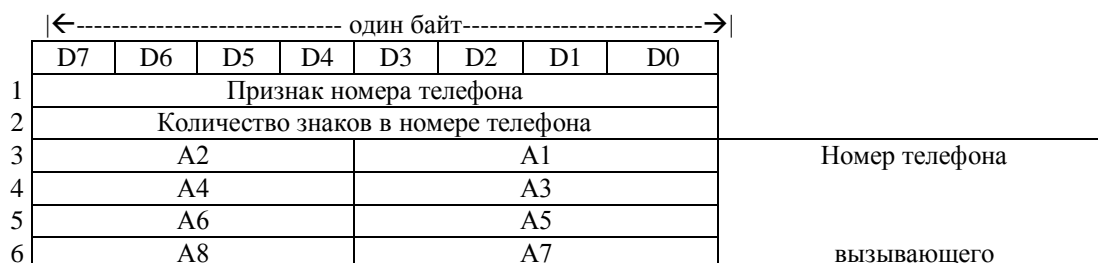 |←------------------------------ один байт---------------------------→|
D7 D6 D5 D4 D3 D2 D1 D0
1 Признак номера телефона
2 Количество знаков в номере телефона
3 A2 A1 Номер телефона
4 A4 A3
5 A6 A5
6 A8 A7 вызывающего